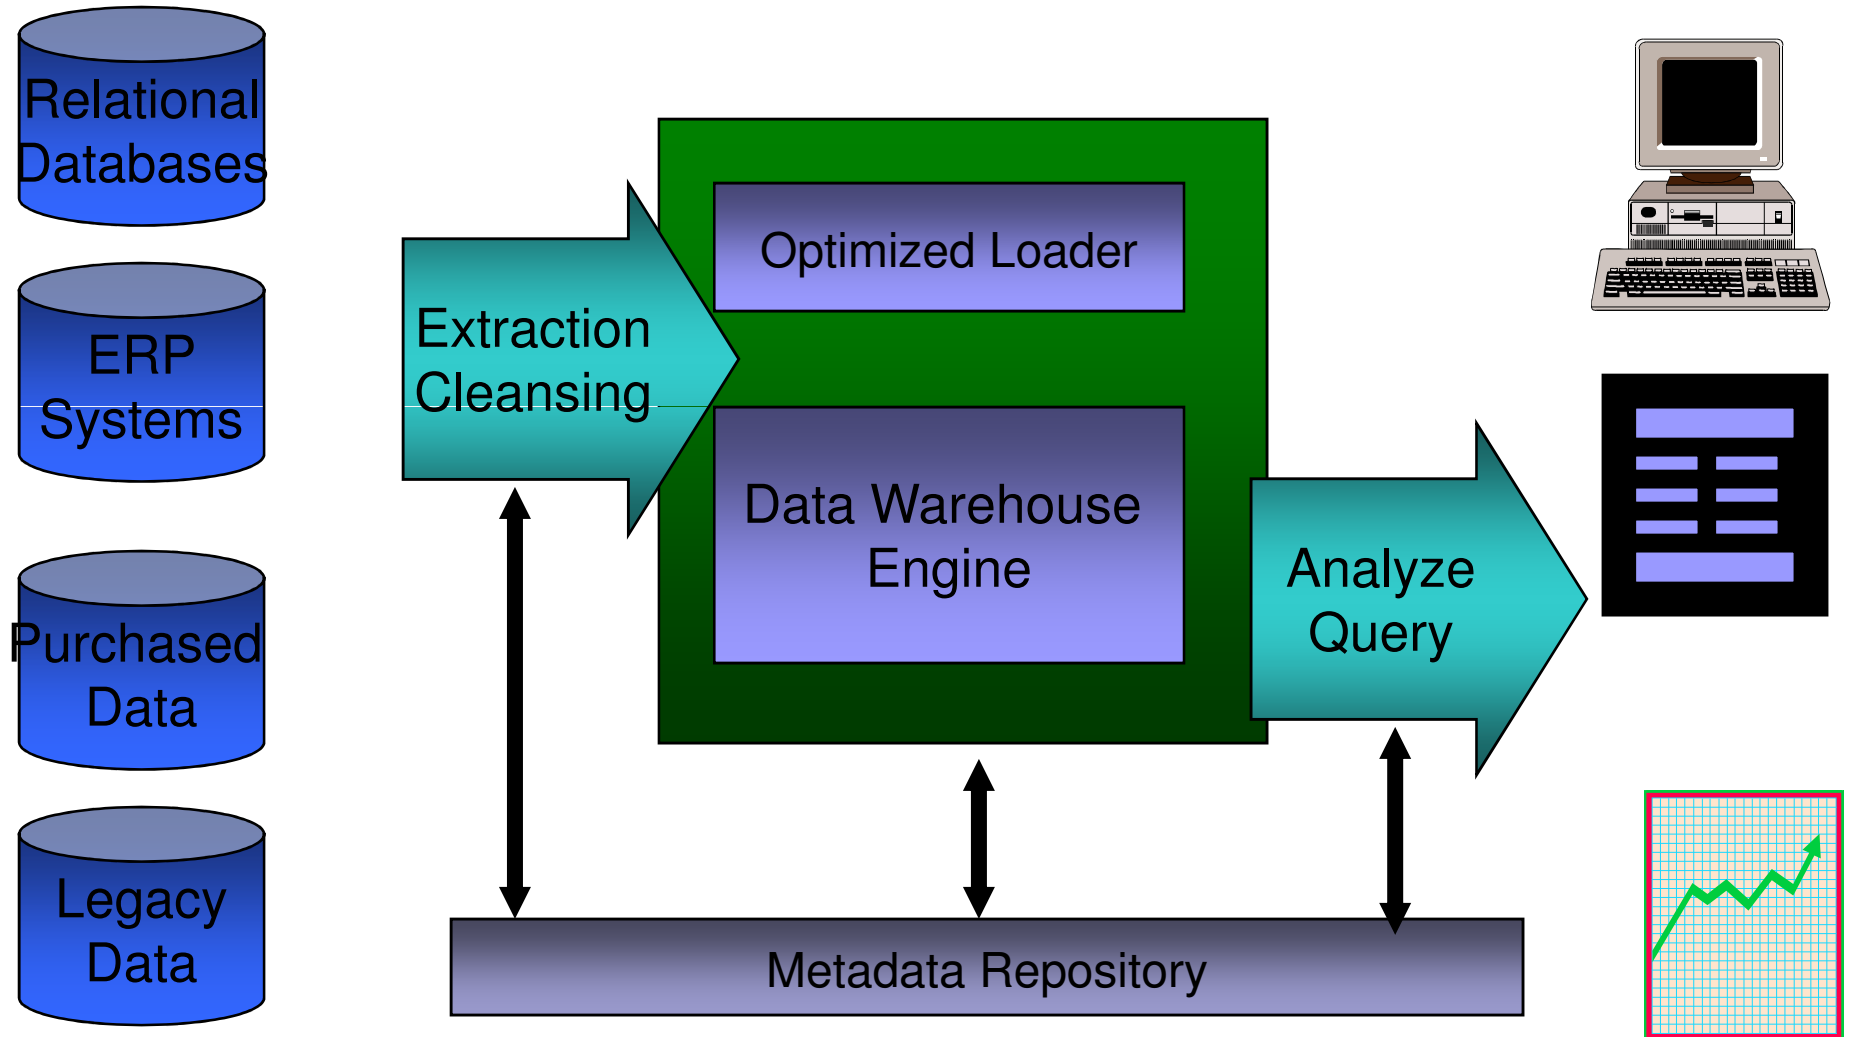 Relational
Databases
ERP
Systems
Purchased
Data
Legacy
Data
Extraction
Cleansing
Optimized Loader
Data Warehouse
Engine
Analyze
Query
Metadata Repository